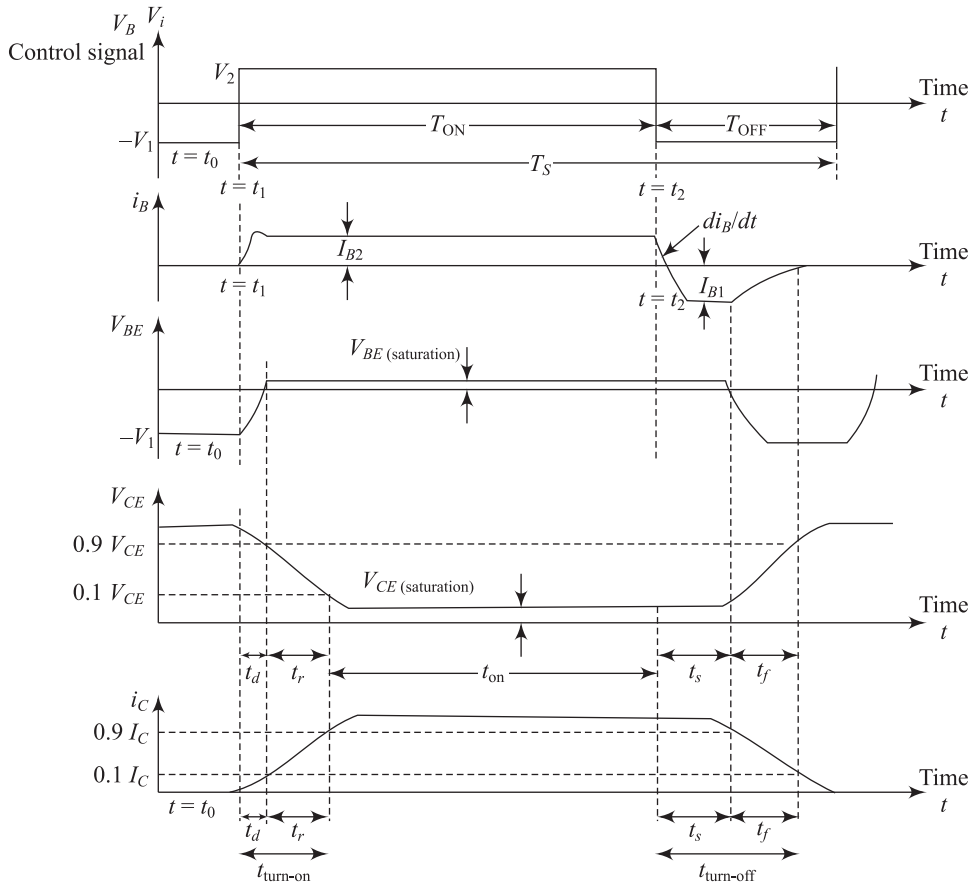 V_B V_i
Control signal
V_2
Time
t
T_ON
T_OFF
−V_1
t = t_0
T_S
t = t_1
t = t_2
i_B
di_B/dt
I_B2
Time
t
t = t_1
t = t_2
I_B1
V_BE
V_BE (saturation)
Time
t
−V_1
t = t_0
V_CE
0.9 V_CE
0.1 V_CE
V_CE (saturation)
Time
t
t_d
t_r
t_on
t_s
t_f
i_C
0.9 I_C
0.1 I_C
Time
t
t = t_0
t_d
t_r
t_s
t_f
t_turn-on
t_turn-off